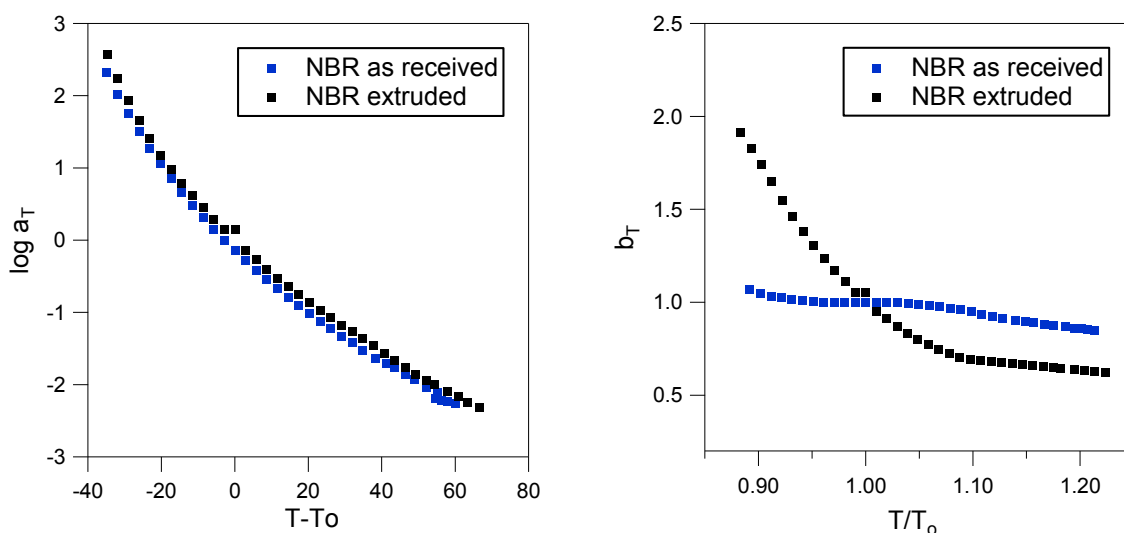 3
2
1
0
-1
-2
-3
log a_T
-40
-20
0
20
40
60
80
T-To
NBR as received
NBR extruded
2.5
2.0
1.5
1.0
0.5
b_T
0.90
1.00
1.10
1.20
T/T_o
NBR as received
NBR extruded